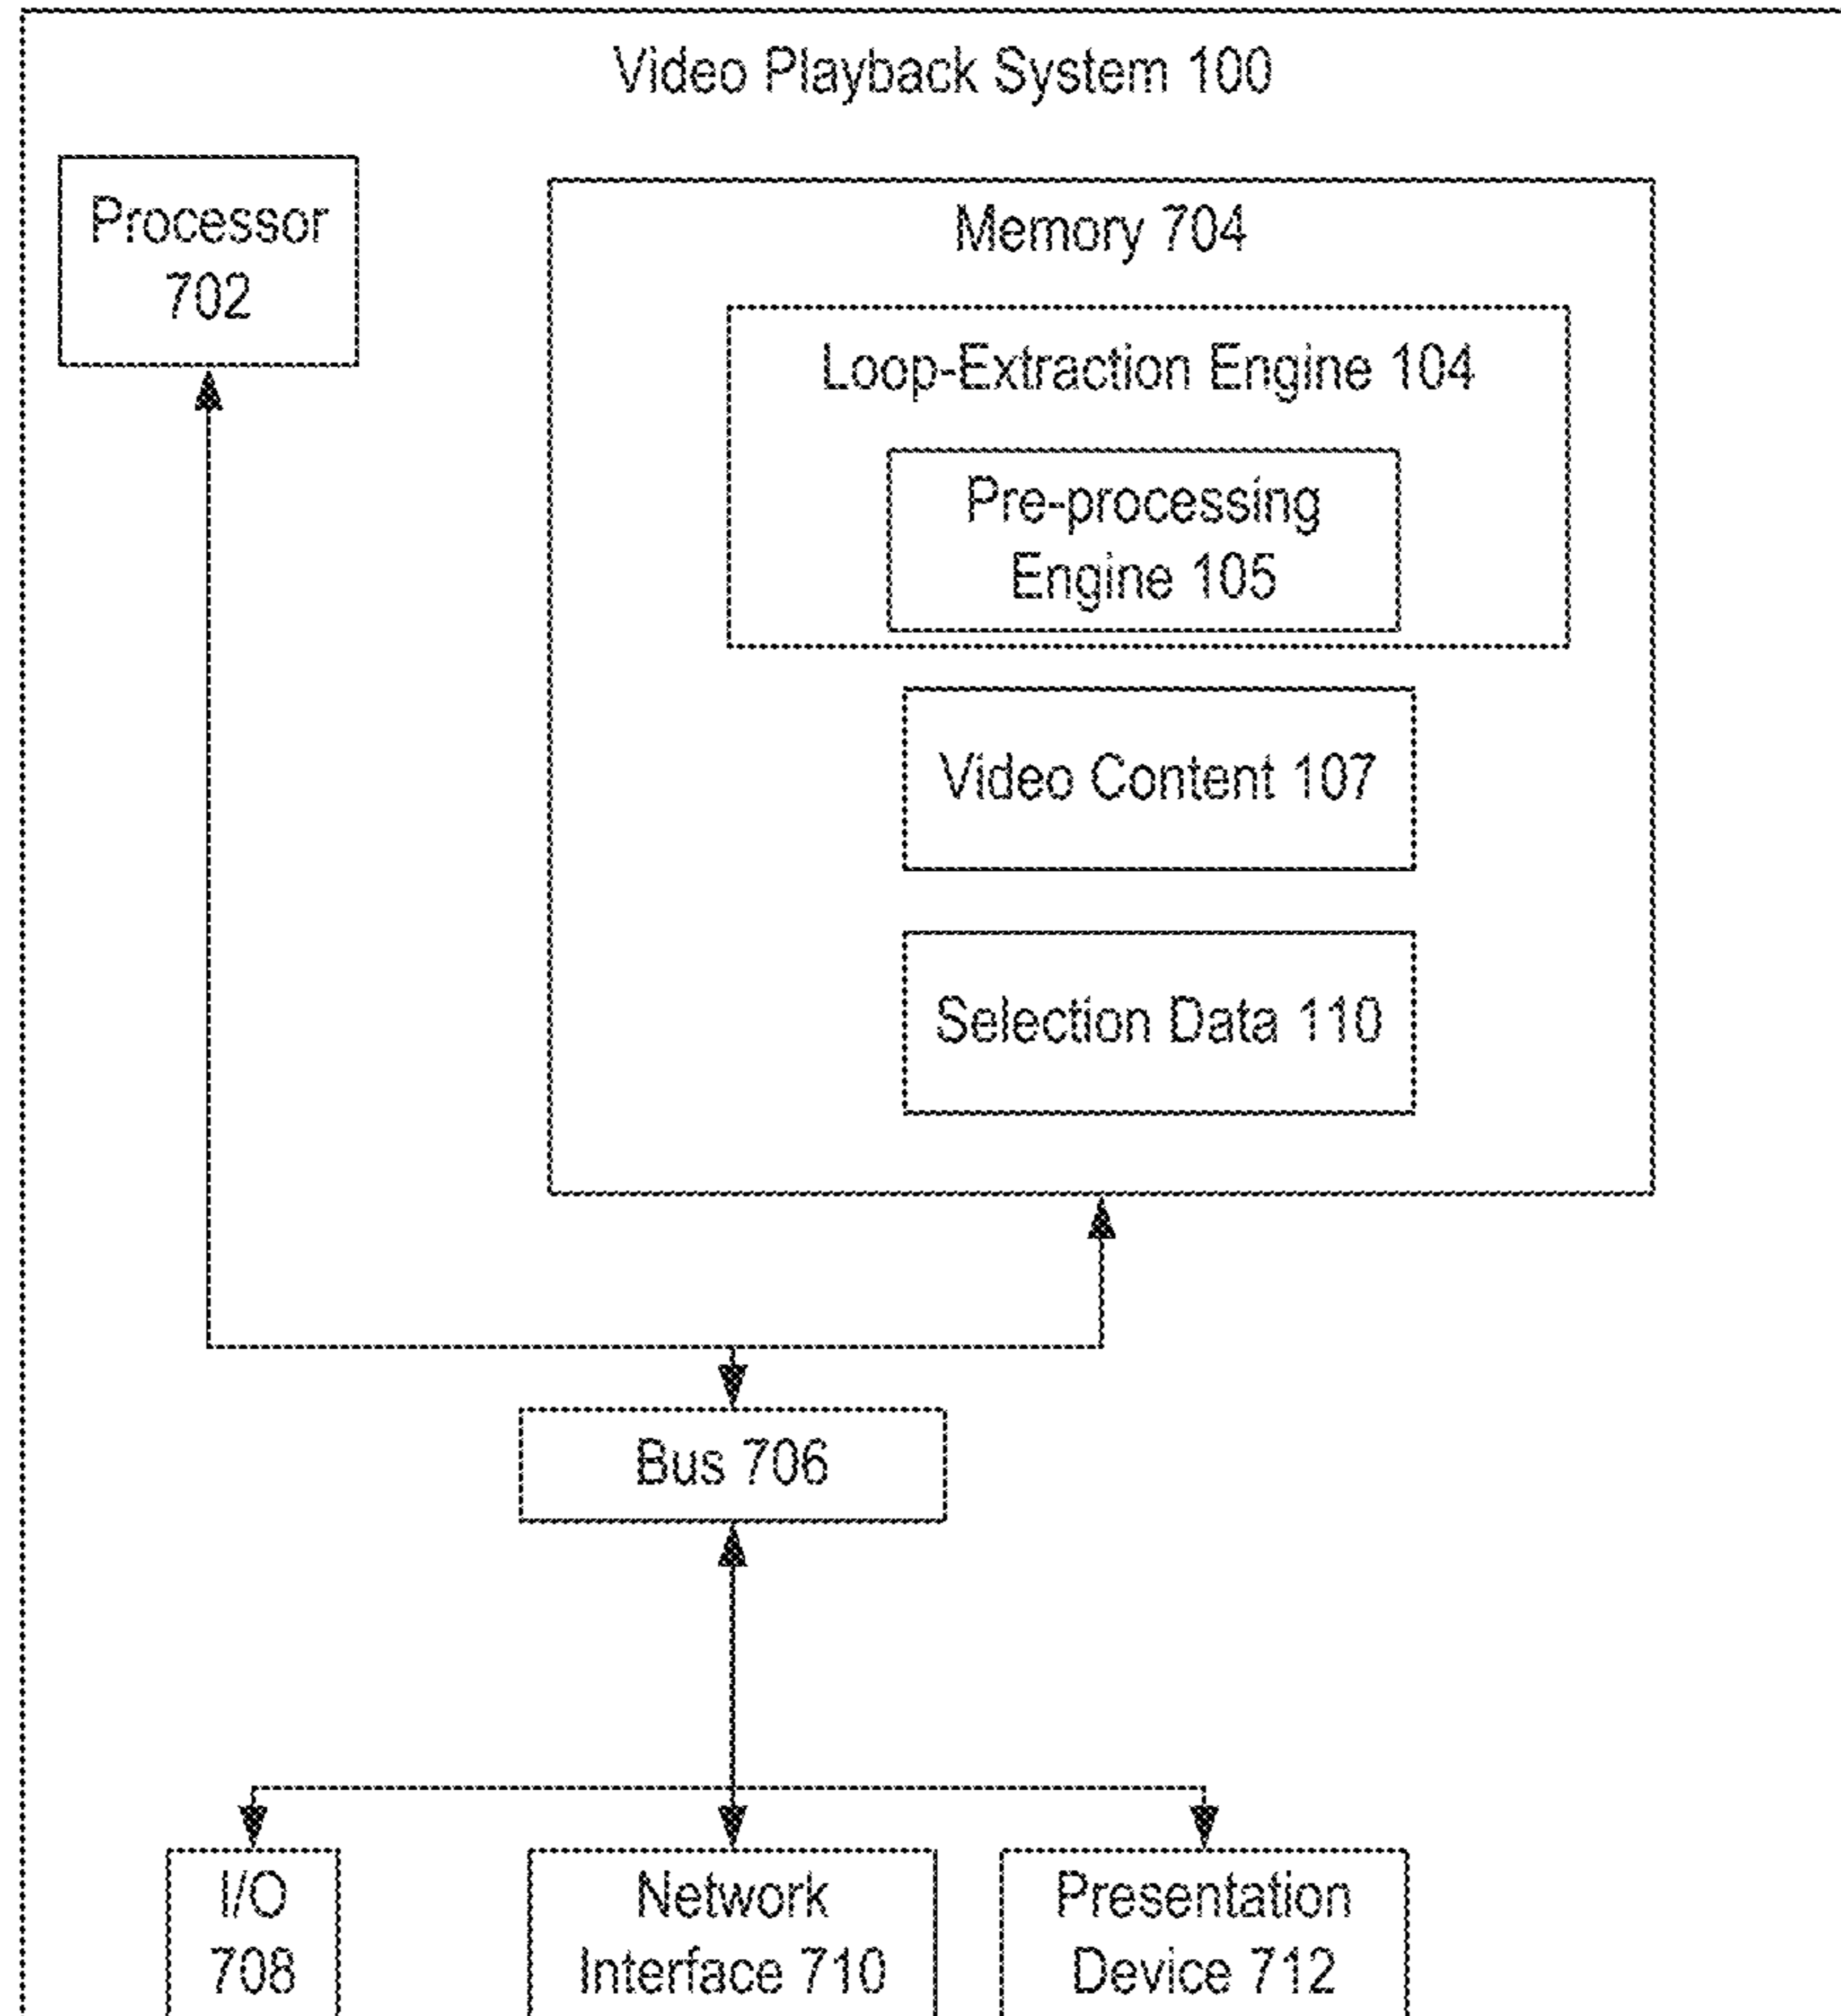 Video Playback System 100
Processor
702
Memory 704
Loop-Extraction Engine 104
Pre-processing
Engine 105
Video Content 107
Selection Data 110
Bus 706
I/O
708
Network
Interface 710
Presentation
Device 712